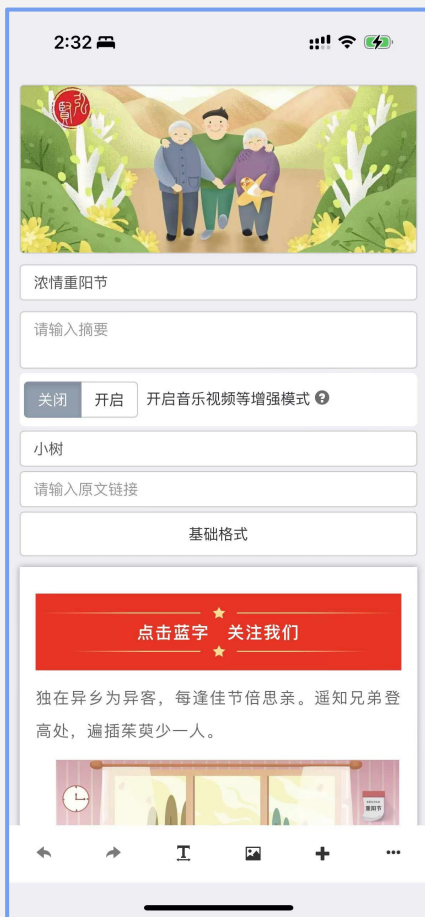 2:32
弘
賢
浓情重阳节
请输入摘要
关闭 开启 开启音乐视频等增强模式 ?
小树
请输入原文链接
基础格式
点击蓝字 关注我们
独在异乡为异客，每逢佳节倍思亲。遥知兄弟登
高处，遍插茱萸少一人。
重阳节
T